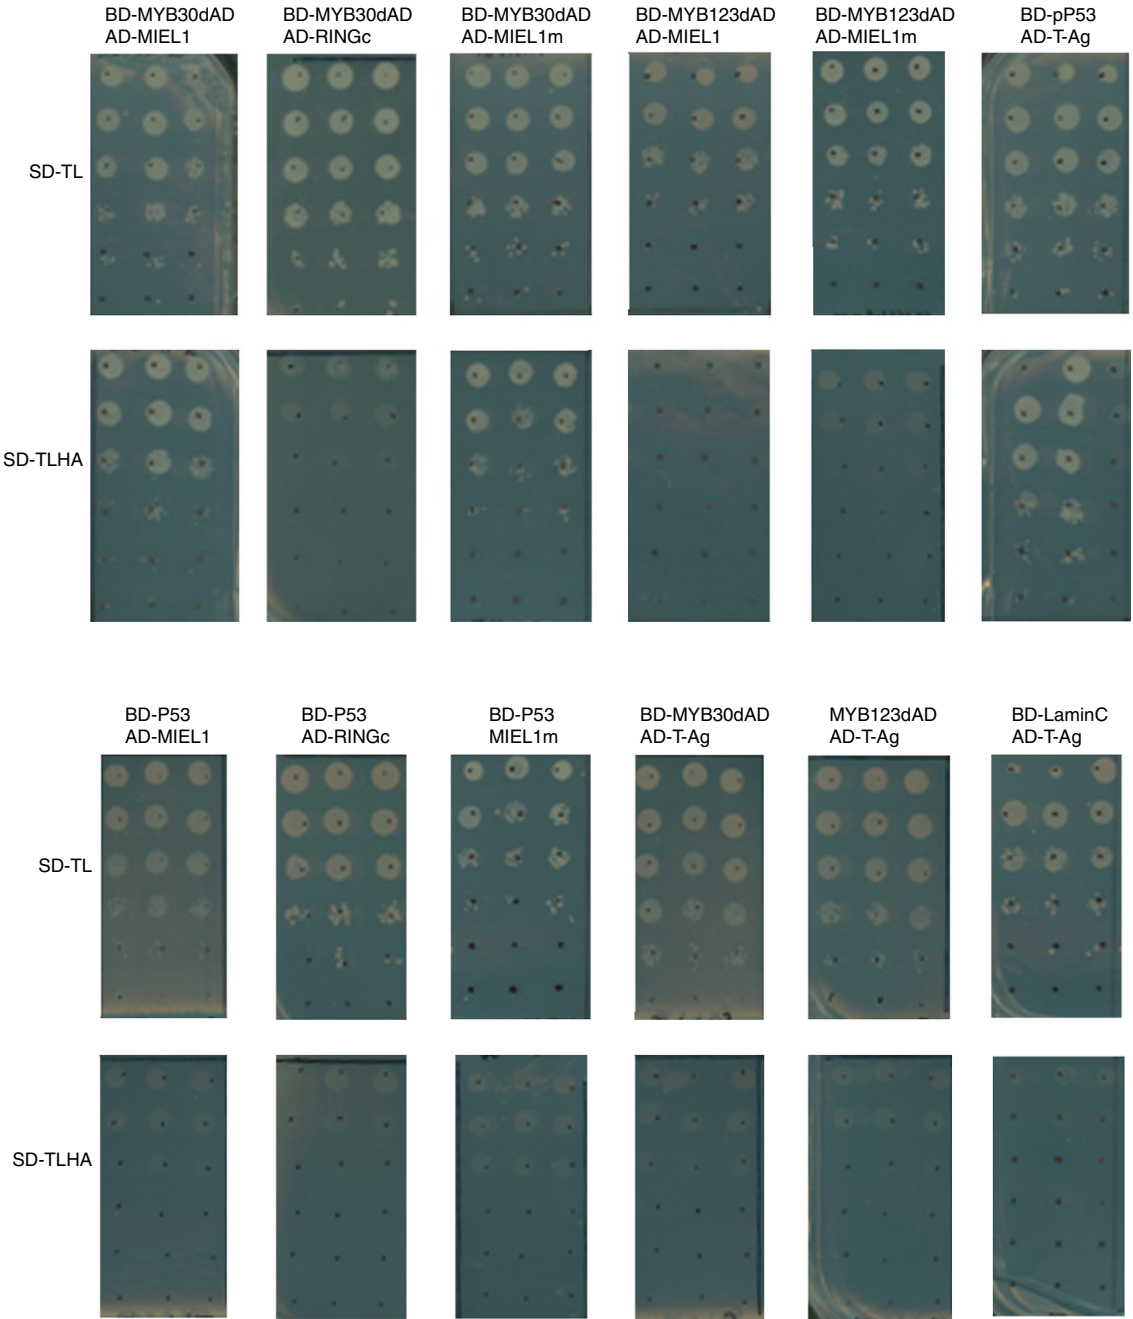 BD-MYB30dAD BD-MYB30dAD BD-MYB30dAD BD-MYB123dAD BD-MYB123dAD BD-pP53
AD-MIEL1 AD-RINGc AD-MIEL1m AD-MIEL1 AD-MIEL1m AD-T-Ag
SD-TL
SD-TLHA
BD-P53 BD-P53 BD-P53 BD-MYB30dAD MYB123dAD BD-LaminC
AD-MIEL1 AD-RINGc MIEL1m AD-T-Ag AD-T-Ag AD-T-Ag
SD-TL
SD-TLHA